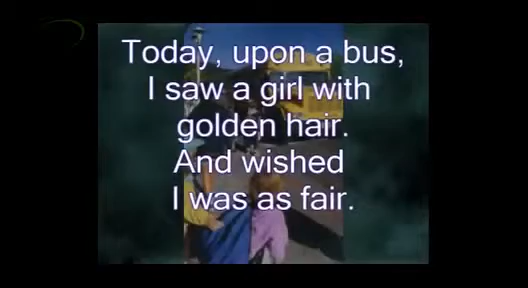 Today, upon a bus,
I saw a girl with
golden hair.
And wished
I was as fair.